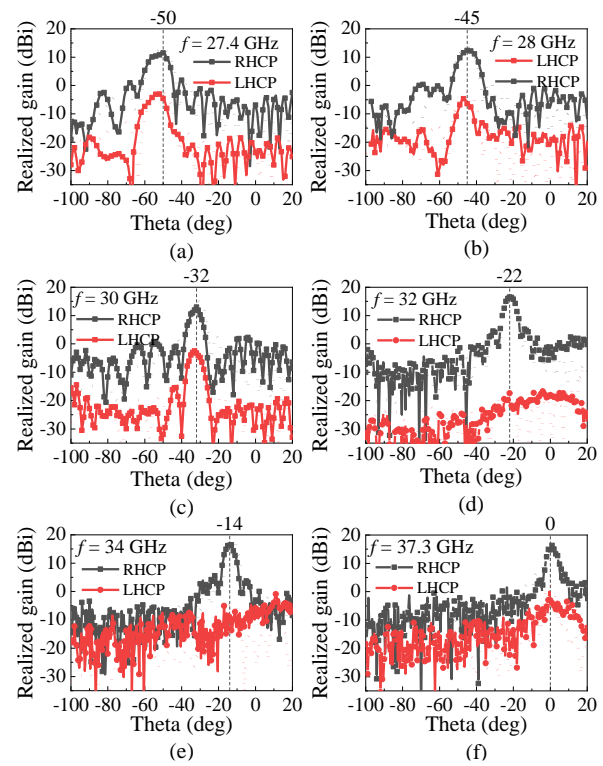 -50
-45
Realized gain (dBi)
20
10
0
-10
-20
-30
f = 27.4 GHz
RHCP
LHCP
-100 -80 -60 -40 -20 0 20
Theta (deg)
(a)
Realized gain (dBi)
20
10
0
-10
-20
-30
f = 28 GHz
LHCP
RHCP
-100 -80 -60 -40 -20 0 20
Theta (deg)
(b)
-32
-22
Realized gain (dBi)
20
10
0
-10
-20
-30
f = 30 GHz
RHCP
LHCP
-100 -80 -60 -40 -20 0 20
Theta (deg)
(c)
Realized gain (dBi)
20
10
0
-10
-20
-30
f = 32 GHz
RHCP
LHCP
-100 -80 -60 -40 -20 0 20
Theta (deg)
(d)
-14
0
Realized gain (dBi)
20
10
0
-10
-20
-30
f = 34 GHz
RHCP
LHCP
-100 -80 -60 -40 -20 0 20
Theta (deg)
(e)
Realized gain (dBi)
20
10
0
-10
-20
-30
f = 37.3 GHz
RHCP
LHCP
-100 -80 -60 -40 -20 0 20
Theta (deg)
(f)